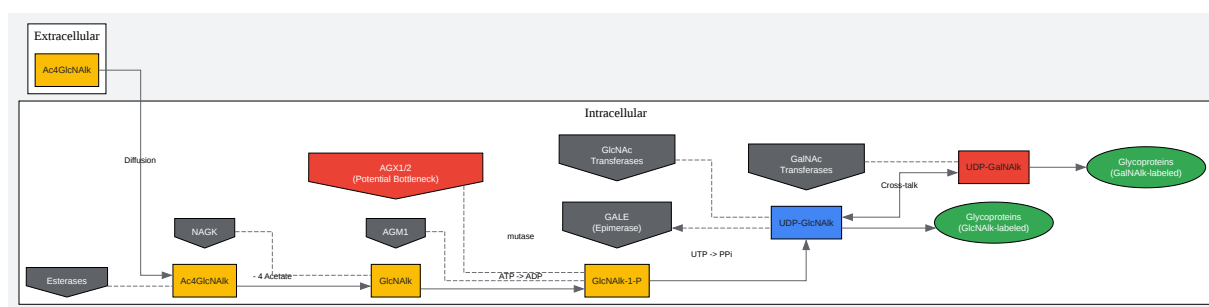 Extracellular
Ac4GlcNAlk
Intracellular
Diffusion
GlcNAc
Transferases
GalNAc
Transferases
UDP-GalNAlk
Glycoproteins
(GalNAlk-labeled)
AGX1/2
(Potential Bottleneck)
Cross-talk
NAGK
AGM1
mutase
GALE
(Epimerase)
UDP-GlcNAlk
Glycoproteins
(GlcNAlk-labeled)
UTP -> PPi
Esterases
Ac4GlcNAlk
- 4 Acetate
GlcNAlk
ATP -> ADP
GlcNAlk-1-P